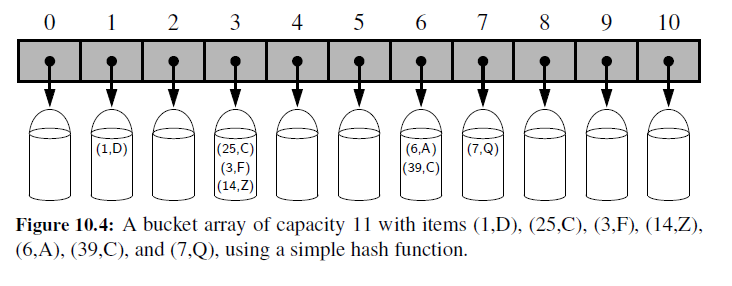 0 1 2 3 4 5 6 7 8 9 10
(1,D) (25,C) (6,A) (7,Q)
(3,F) (39,C)
(14,Z)
Figure 10.4: A bucket array of capacity 11 with items (1,D), (25,C), (3,F), (14,Z),
(6,A), (39,C), and (7,Q), using a simple hash function.